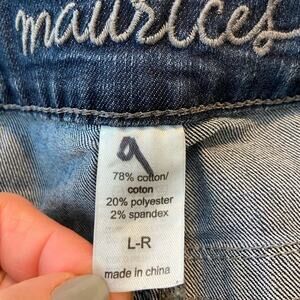 maurices
9
78% cotton/
coton
20% polyester
2% spandex
L-R
made in china